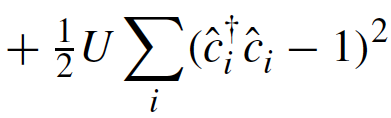 + ½U∑ᵢ(ĉᵢ†ĉᵢ − 1)²